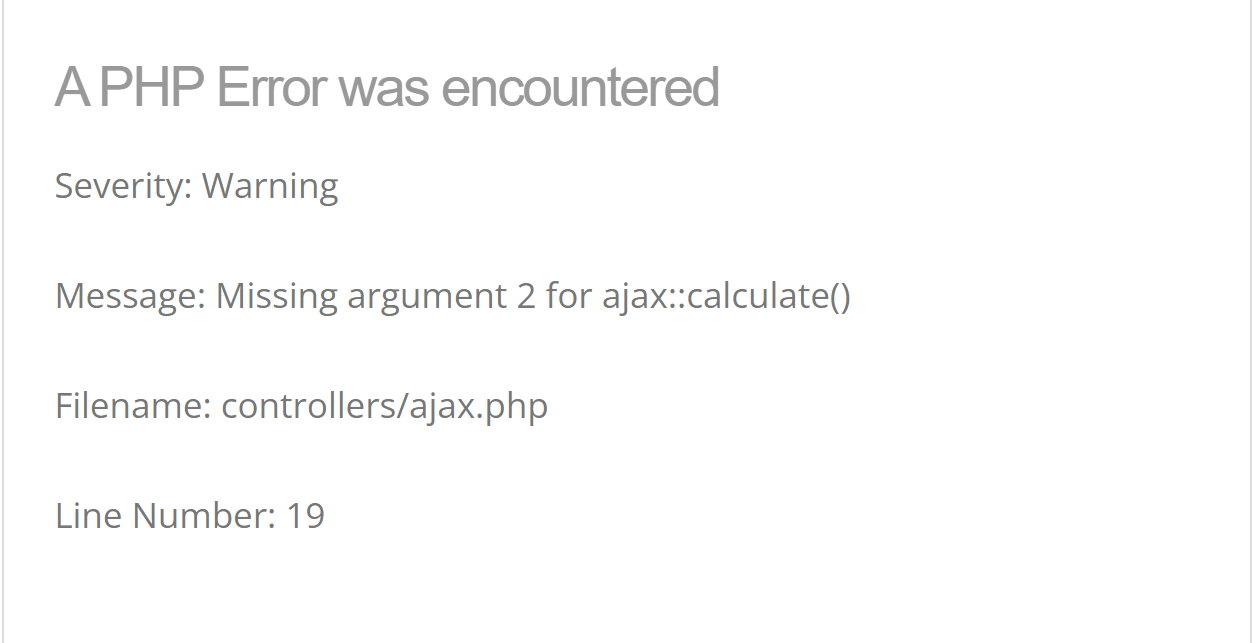 A PHP Error was encountered
Severity: Warning
Message: Missing argument 2 for ajax::calculate()
Filename: controllers/ajax.php
Line Number: 19